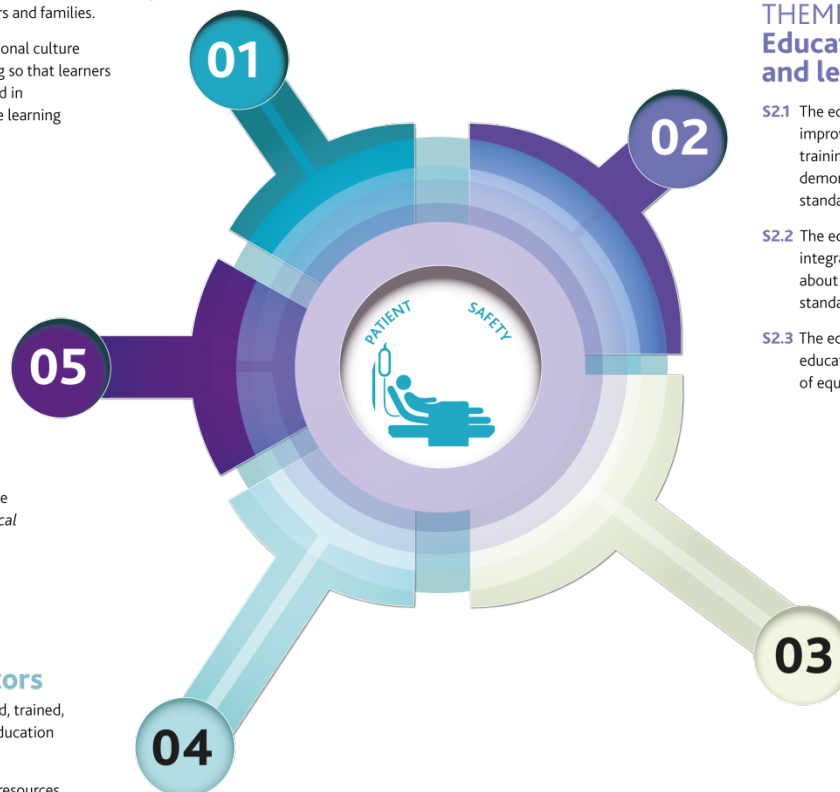 rs and families.
onal culture
g so that learners
d in
e learning
01
02
THEM
Educa
and le
S2.1 The ed
improv
trainin
demor
standa
S2.2 The ed
integra
about
standa
S2.3 The ed
educat
of equ
PATIENT SAFETY
05
e
cal
03
tors
d, trained,
ducation
04
resources